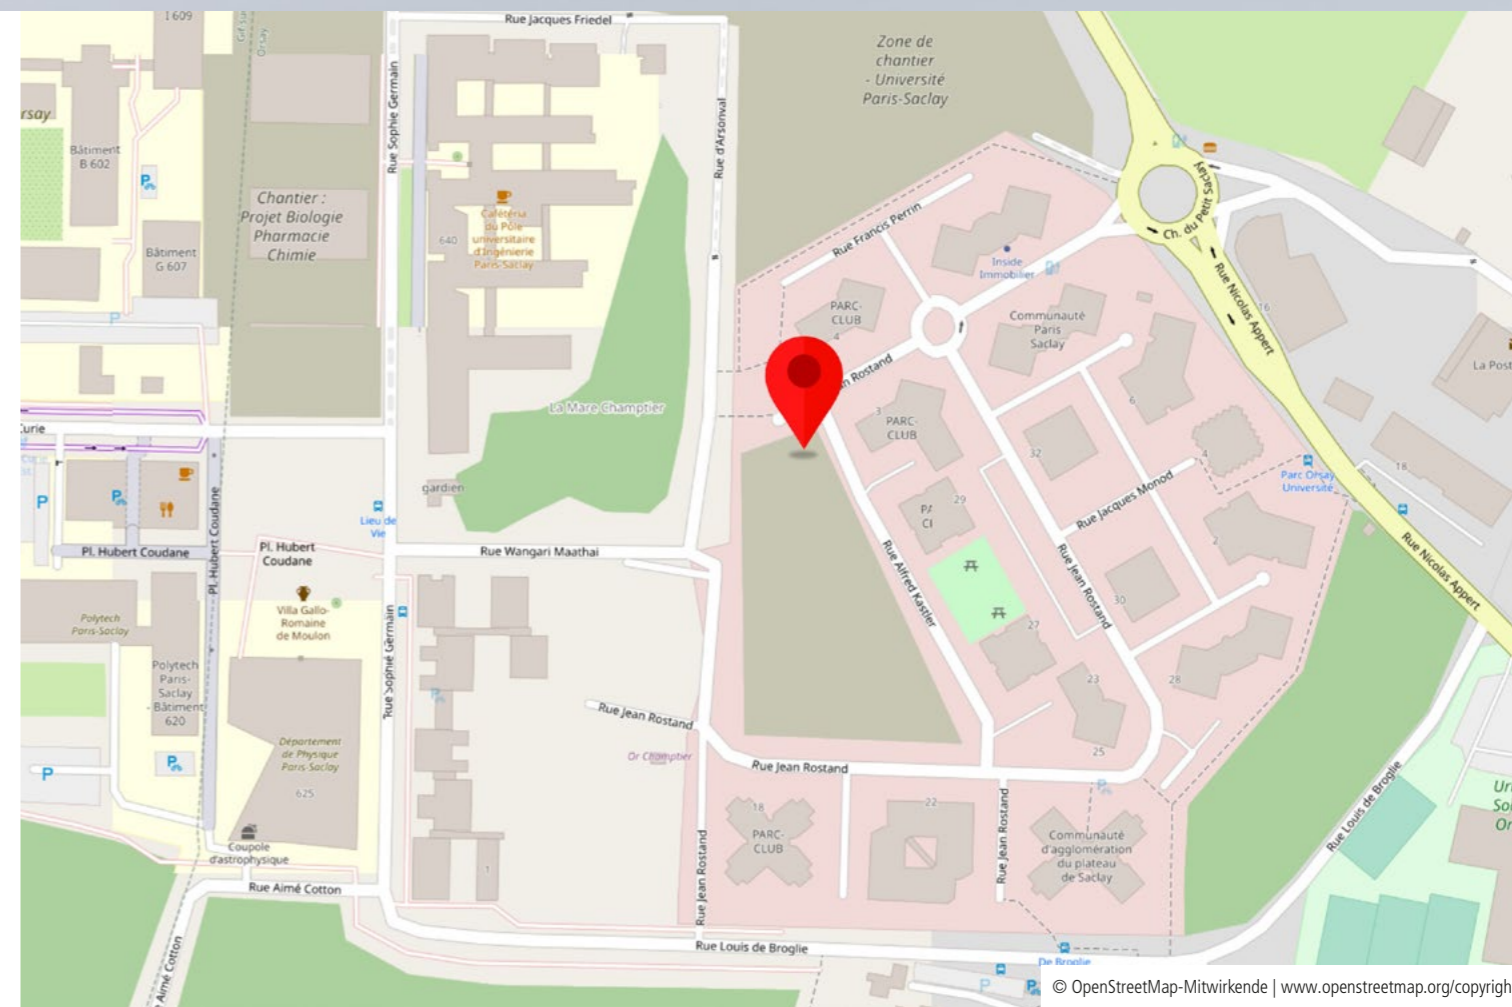 I 609
Gif-sur
Orsay
Rue Jacques Friedel
Zone de
chantier
- Université
Paris-Saclay
rsay
Bâtiment
B 602
Rue Sophie Germain
Rue d'Arsonval
Chantier :
Projet Biologie
Pharmacie
Chimie
Cafétéria
du Pôle
universitaire
d'Ingénierie
Paris-Saclay
640
Bâtiment
G 607
P
Rue Francis Perrin
Inside
Immobilier
Ch. du Petit Saclay
Rue Nicolas Appert
16
PARC-
CLUB
4
Communauté
Paris
Saclay
La Post
n Rostand
6
La Mare Champtier
3
PARC-
CLUB
Curie
32
4
18
Parc Orsay
Université
gardien
29
PA
CL
Rue Jacques Monod
P
P
Lieu de
Vie
Pl. Hubert Coudane
Pl. Hubert Coudane
Pl. Hubert
Coudane
Rue Wangari Maathai
Rue Alfred Kastler
Rue Jean Rostand
2
Rue Nicolas Appert
30
Villa Gallo-
Romaine
de Moulon
Polytech
Paris-Saclay
27
Rue Sophie Germain
Polytech
Paris-
Saclay
- Bâtiment
620
23
28
Rue Jean Rostand
25
Département
de Physique
Paris-Saclay
625
Or Champtier
Rue Jean Rostand
P
P
18
PARC-
CLUB
22
Rue Jean Rostand
Rue Jean Rostand
Communauté
d'agglomération
du plateau
de Saclay
Rue Louis de Broglie
Coupole
d'astrophysique
1
Rue Aimé Cotton
Aimé Cotton
Rue Louis de Broglie
De Broglie
P
P
© OpenStreetMap-Mitwirkende | www.openstreetmap.org/copyrigh